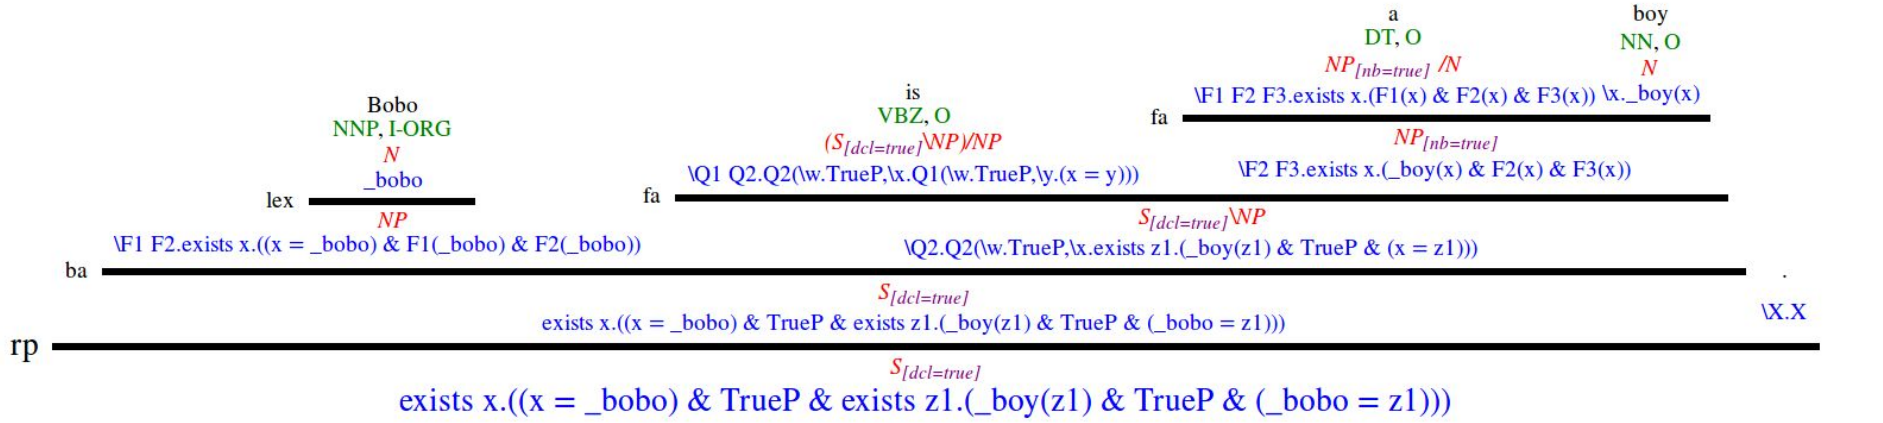 a
DT, O
NP[nb=true] /N
\F1 F2 F3.exists x.(F1(x) & F2(x) & F3(x))
boy
NN, O
N
\x._boy(x)
fa
NP[nb=true]
\F2 F3.exists x.(_boy(x) & F2(x) & F3(x))
is
VBZ, O
(S[dcl=true]\NP)/NP
\Q1 Q2.Q2(\w.TrueP,\x.Q1(\w.TrueP,\y.(x = y)))
fa
S[dcl=true]\NP
\Q2.Q2(\w.TrueP,\x.exists z1.(_boy(z1) & TrueP & (x = z1)))
Bobo
NNP, I-ORG
N
_bobo
lex
NP
\F1 F2.exists x.((x = _bobo) & F1(_bobo) & F2(_bobo))
ba
S[dcl=true]
exists x.((x = _bobo) & TrueP & exists z1.(_boy(z1) & TrueP & (_bobo = z1)))
.
\X.X
rp
S[dcl=true]
exists x.((x = _bobo) & TrueP & exists z1.(_boy(z1) & TrueP & (_bobo = z1)))